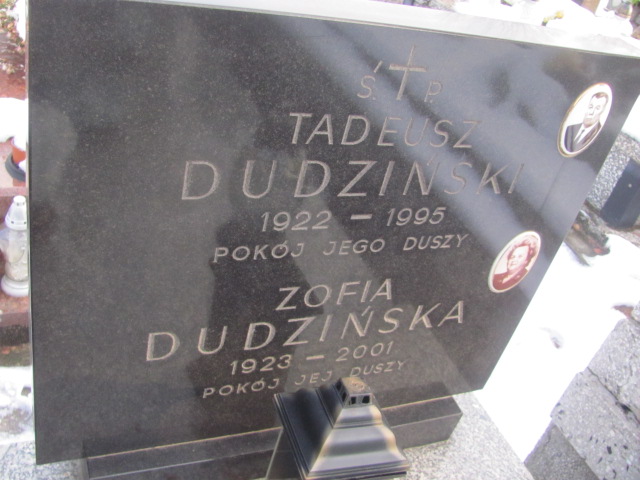 Ś. P.
TADEUSZ
DUDZIŃSKI
1922 - 1995
POKÓJ JEGO DUSZY
ZOFIA
DUDZIŃSKA
1923 - 2001
POKÓJ JEJ DUSZY